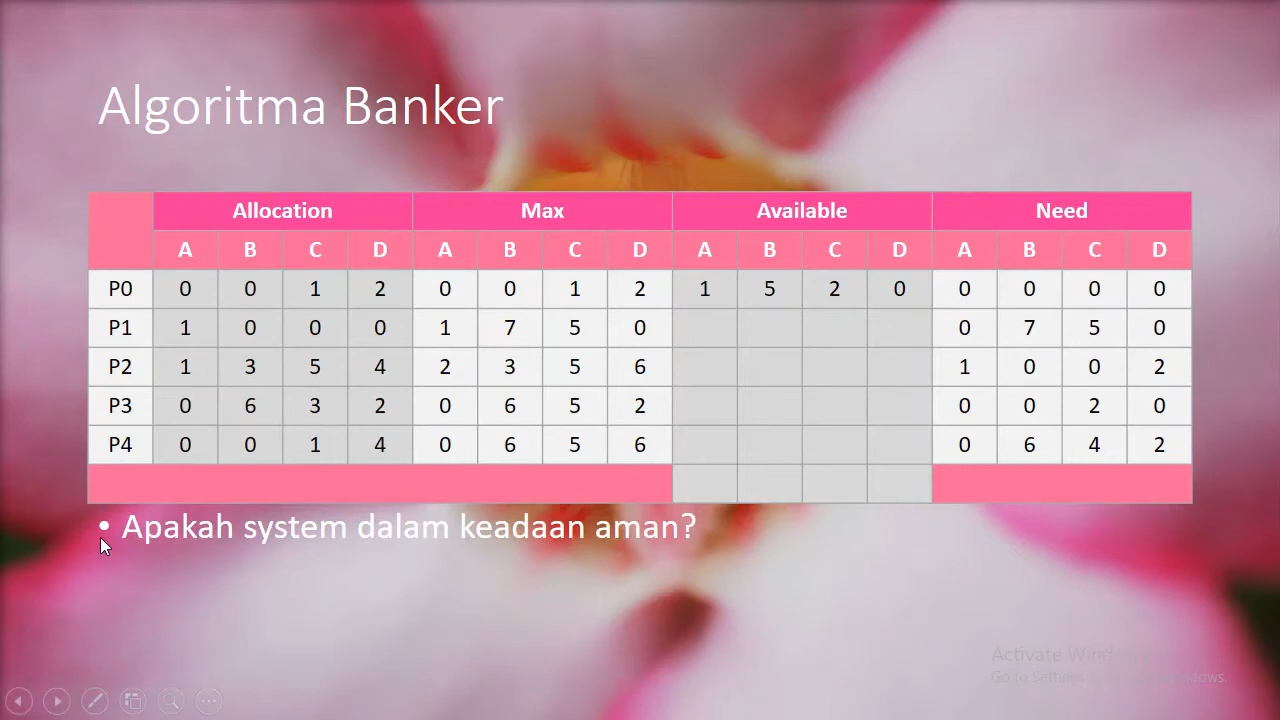 Algoritma Banker
Allocation Max Available Need
A B C D A B C D A B C D A B C D
P0 0 0 1 2 0 0 1 2 1 5 2 0 0 0 0 0
P1 1 0 0 0 1 7 5 0 0 7 5 0
P2 1 3 5 4 2 3 5 6 1 0 0 2
P3 0 6 3 2 0 6 5 2 0 0 2 0
P4 0 0 1 4 0 6 5 6 0 6 4 2
• Apakah system dalam keadaan aman?
Activate
Go to